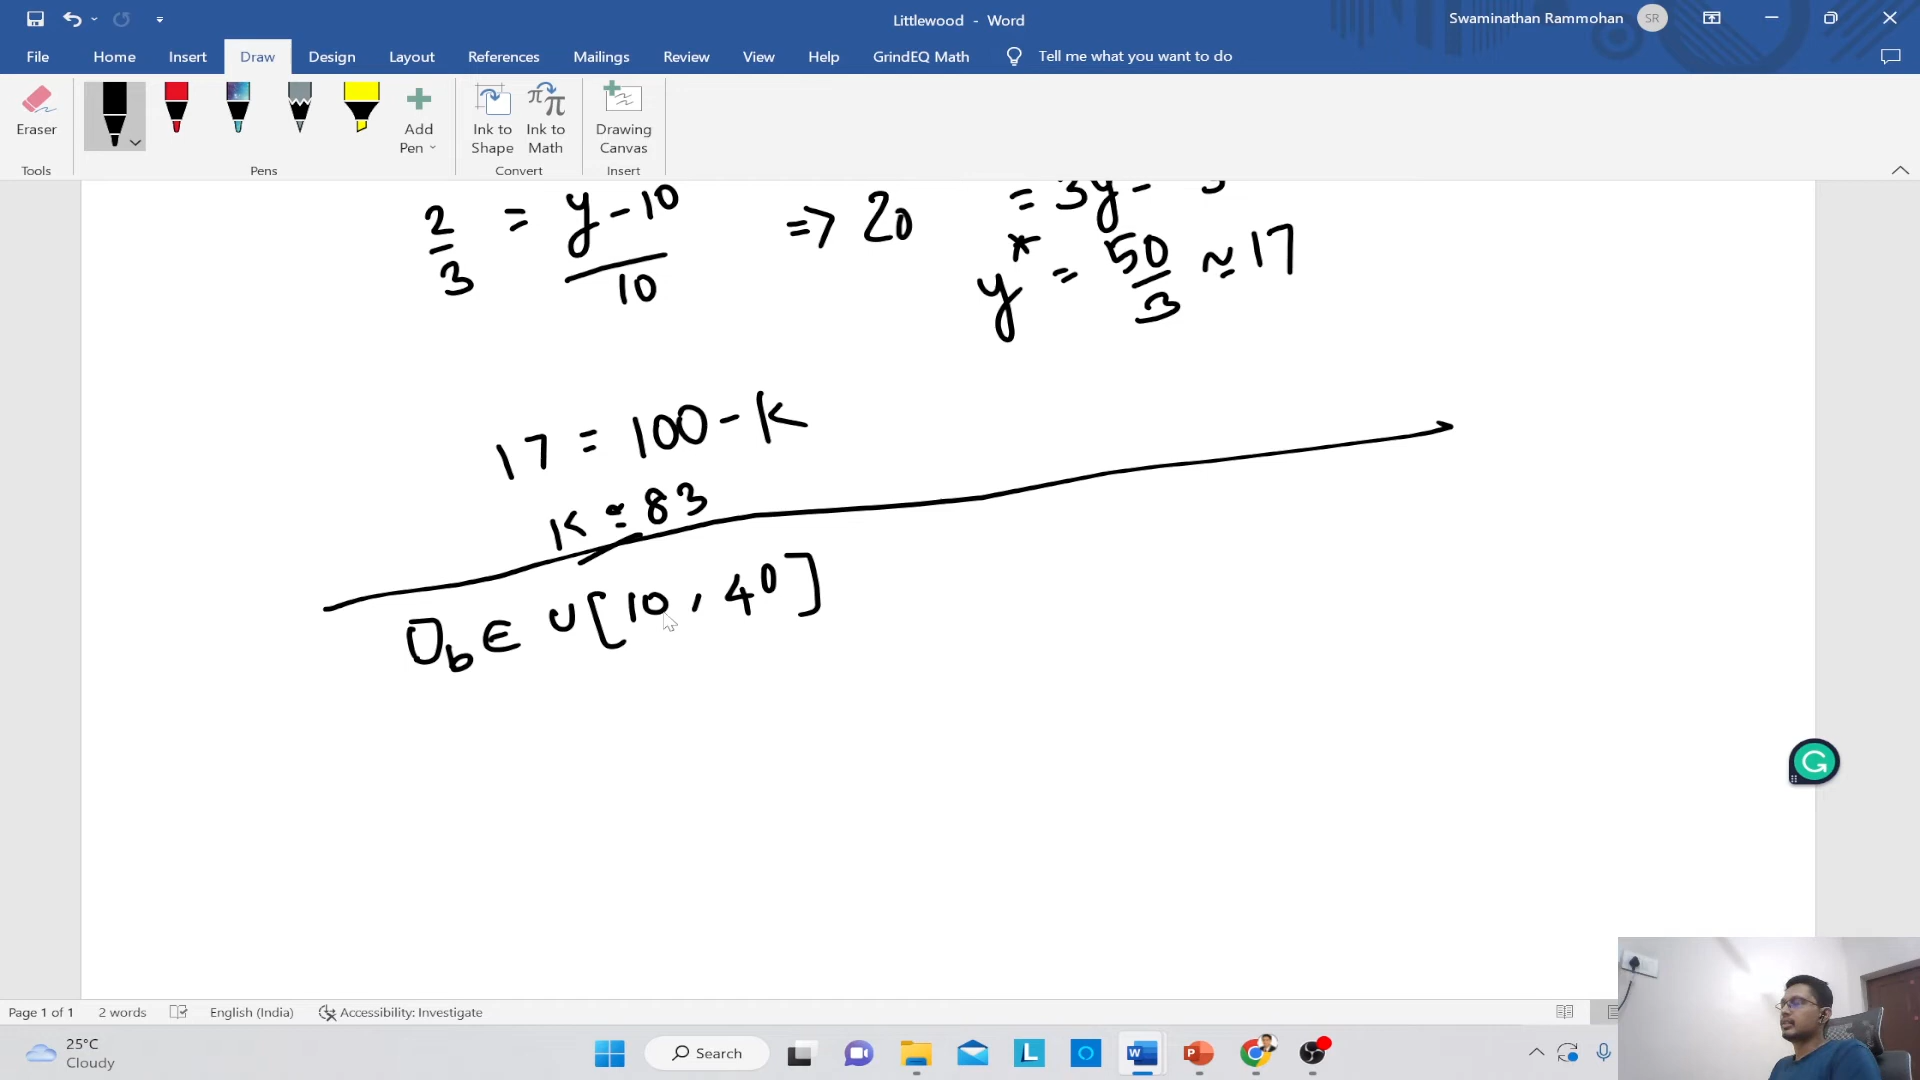 Littlewood - Word
Swaminathan Rammohan
SR
File Home Insert Draw Design Layout References Mailings Review View Help GrindEQ Math Tell me what you want to do
Eraser
Add Pen
Ink to Shape
Ink to Math
Drawing Canvas
Tools
Pens
Convert
Insert
2/3 = (y - 10)/10 => 20
= 3y -
y* = 50/3 ≃ 17
17 = 100 - K
K = 83
D_b ∈ U[10, 40]
Page 1 of 1 2 words English (India) Accessibility: Investigate
25°C
Cloudy
Search